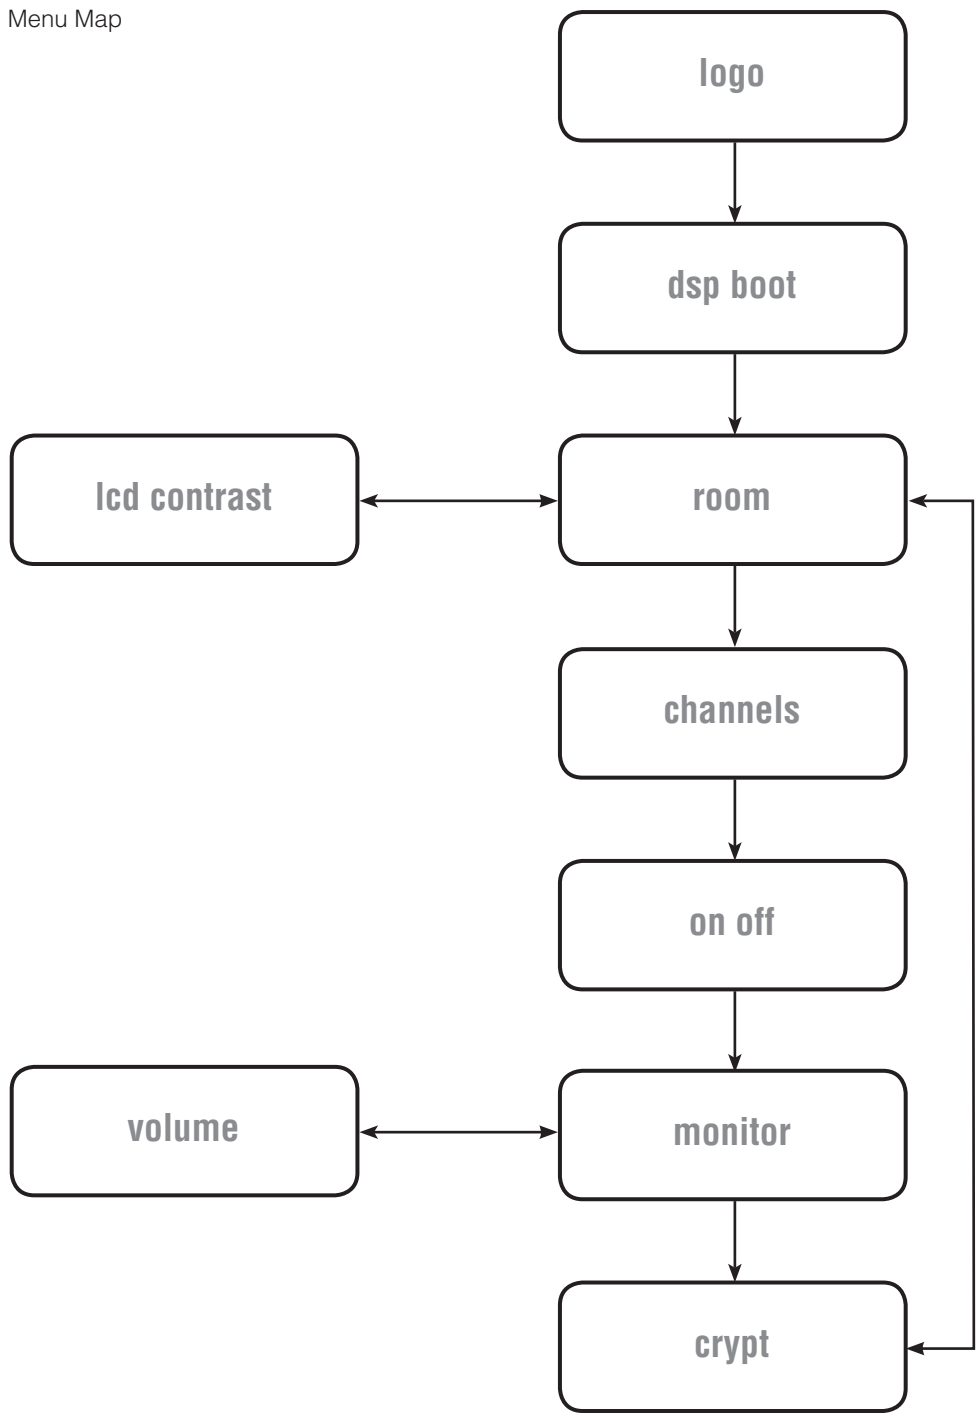 Menu Map
logo
dsp boot
lcd contrast
room
channels
on off
volume
monitor
crypt